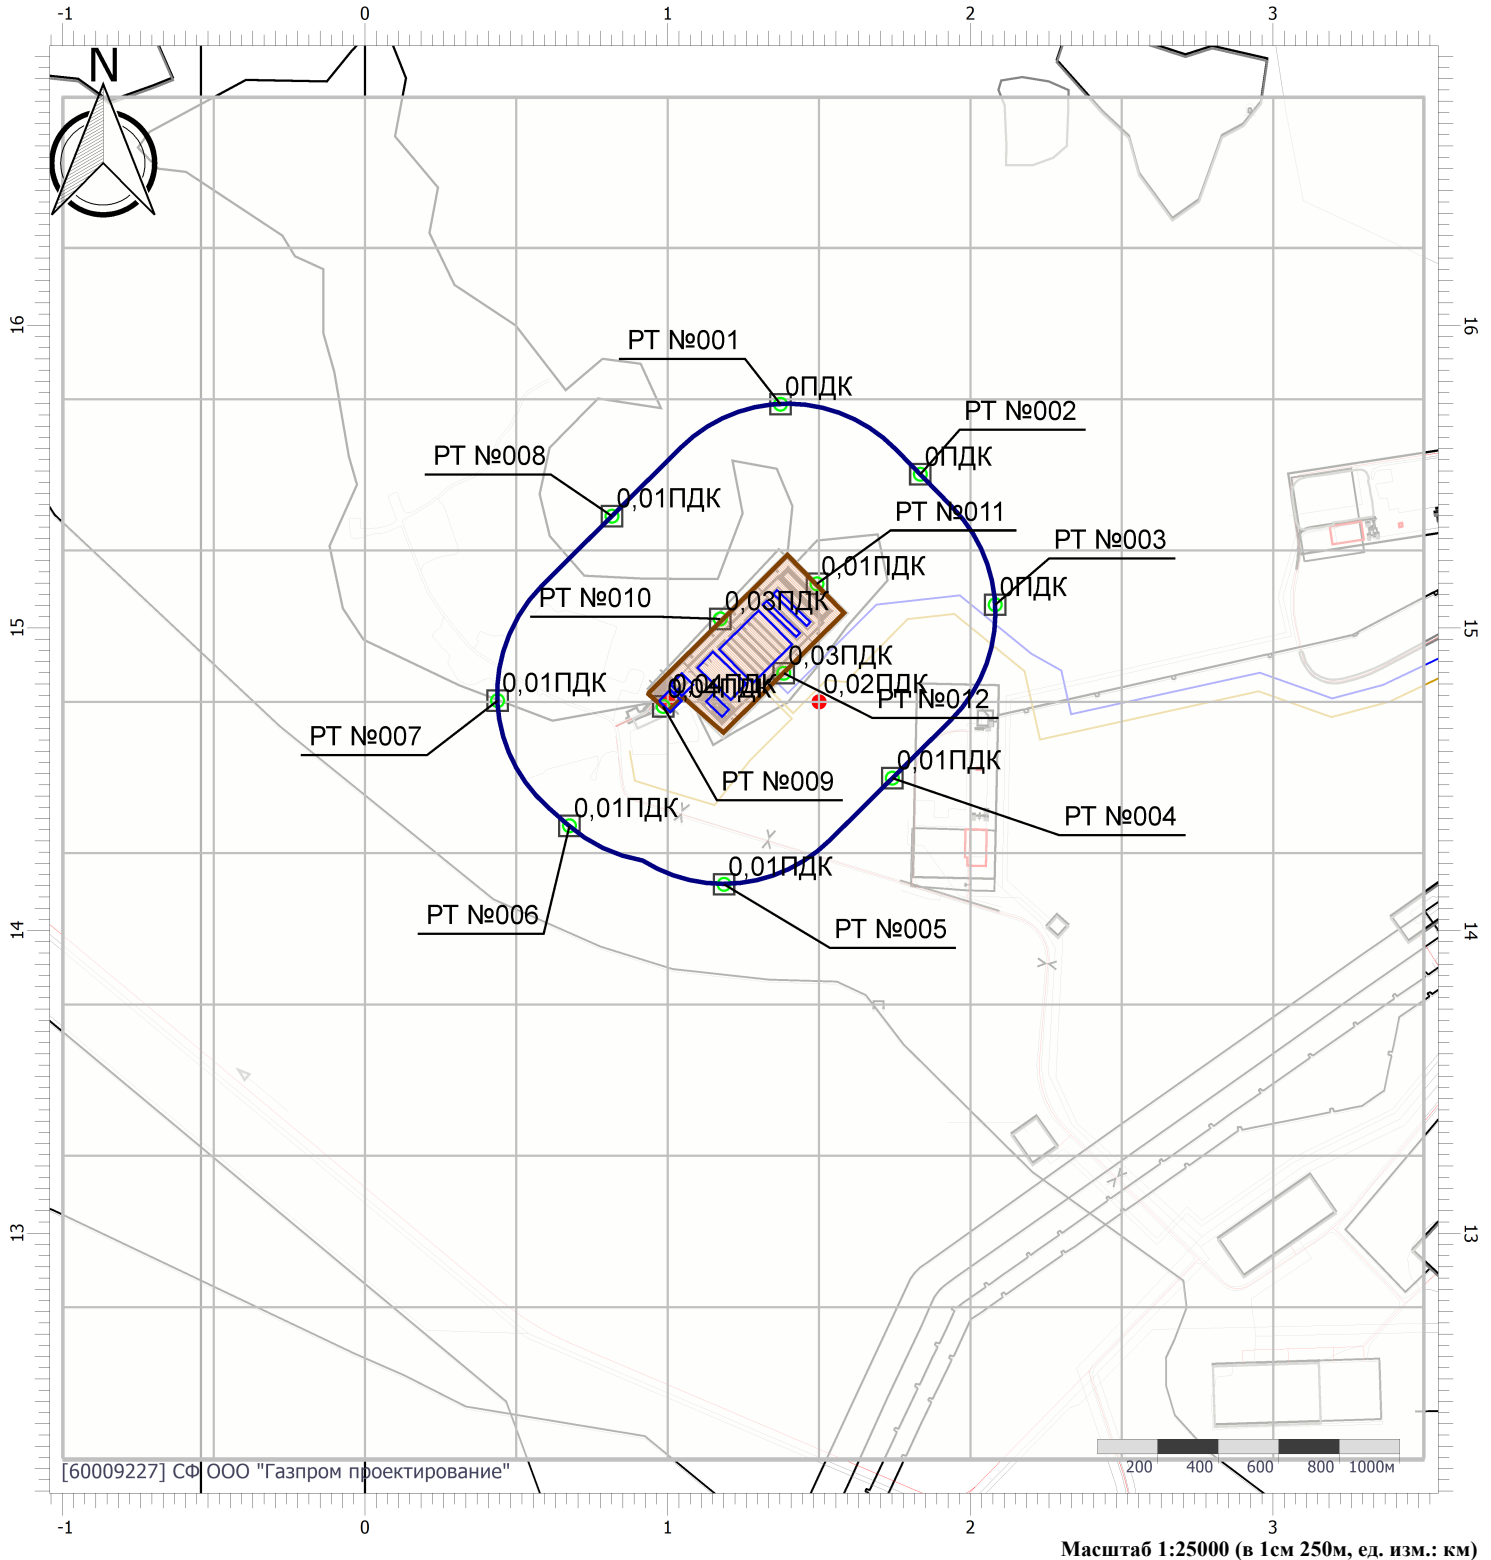 -1 0 1 2 3
N
16 16
РТ №001
0ПДК
РТ №002
0ПДК
РТ №008
0,01ПДК
РТ №011
РТ №003
0,01ПДК
0ПДК
РТ №010
0,03ПДК
15 15
0,03ПДК
0,01ПДК
0,04ПДК
0,02ПДК
РТ №012
РТ №007
0,01ПДК
РТ №009
0,01ПДК
РТ №004
0,01ПДК
РТ №006
РТ №005
14 14
13 13
200 400 600 800 1000м
[60009227] СФ ООО "Газпром проектирование"
-1 0 1 2 3
Масштаб 1:25000 (в 1см 250м, ед. изм.: км)